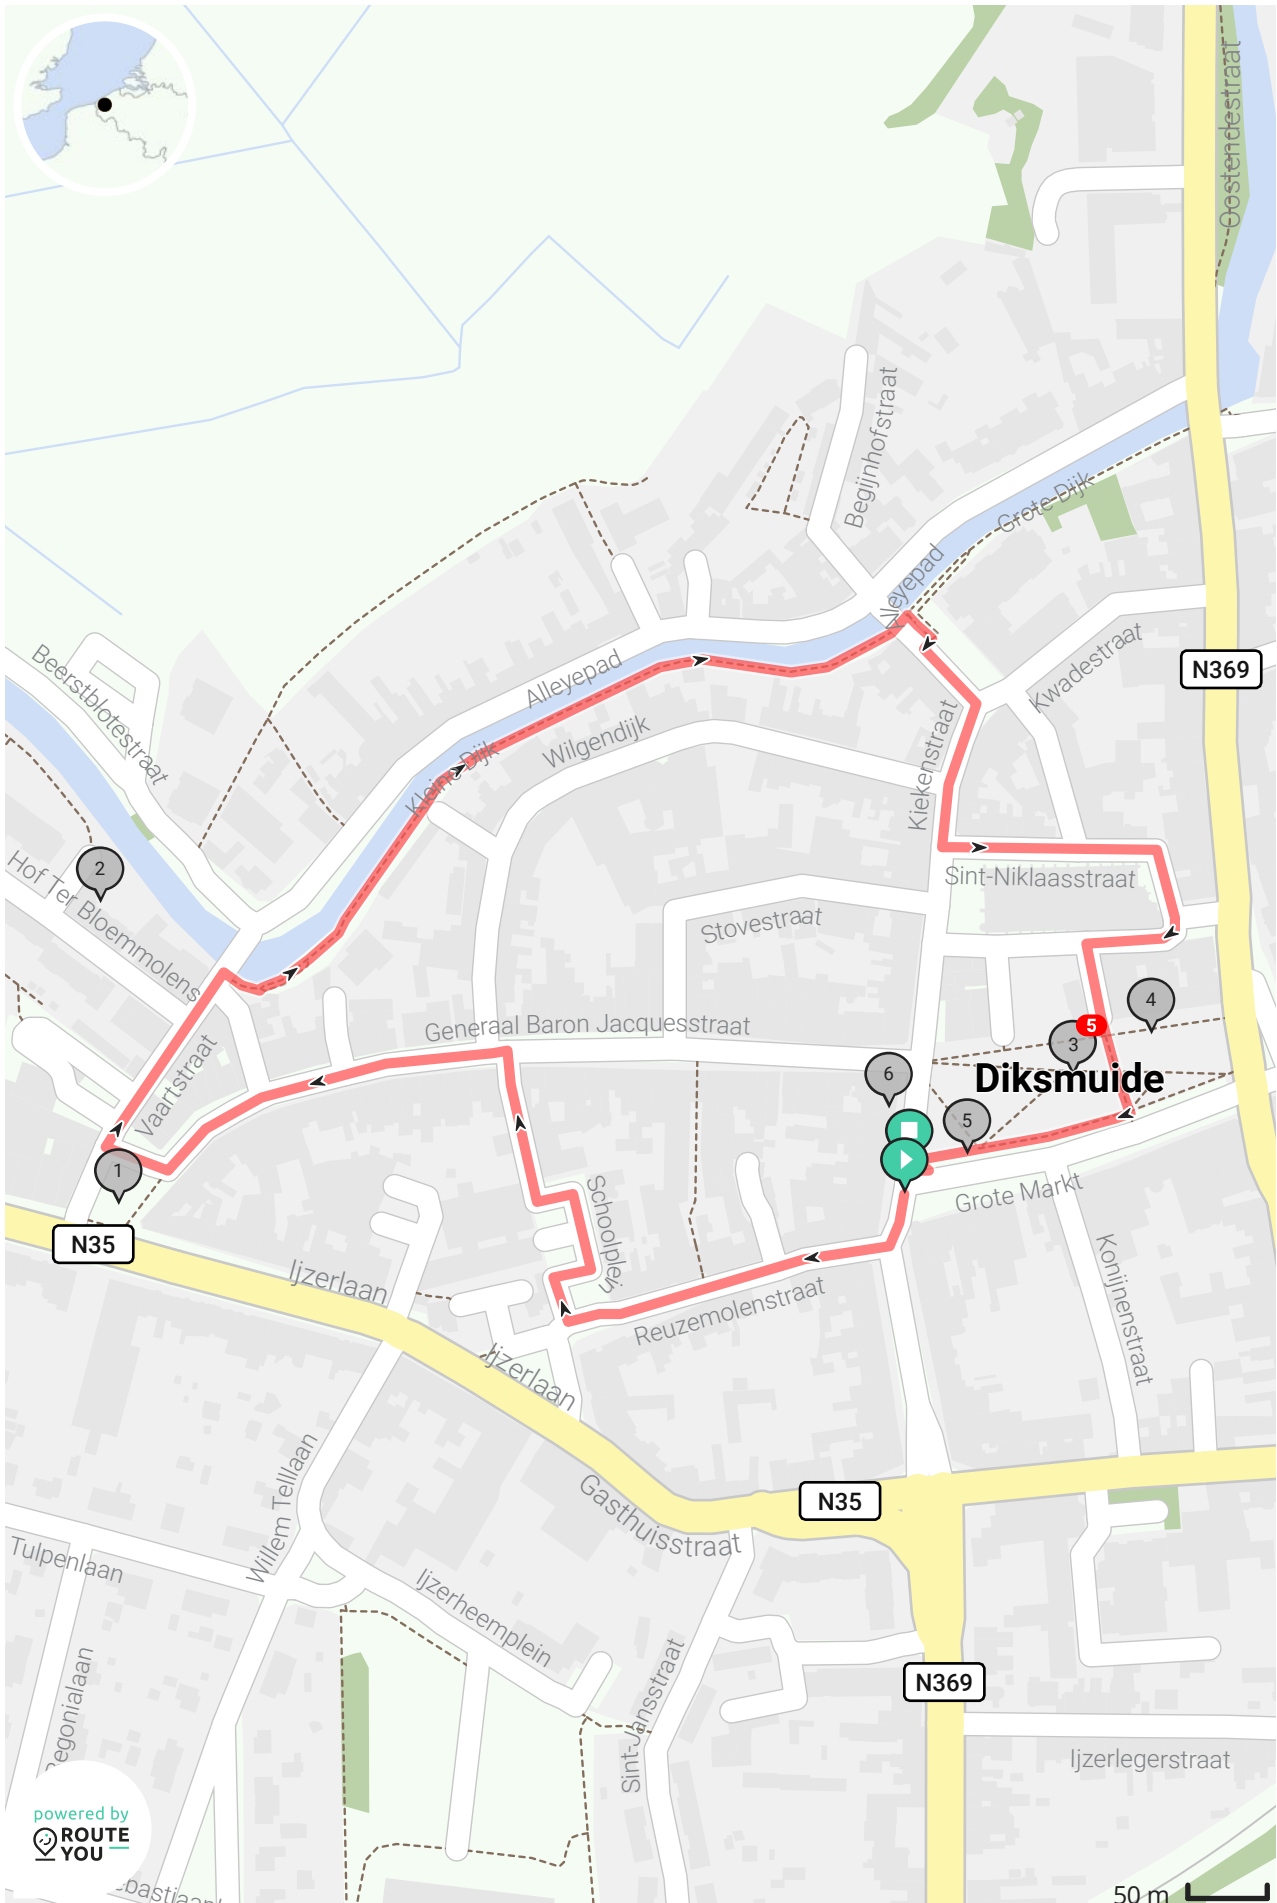 Oostendestraat
Begijnhofstraat
Grote Dijk
Alleyepad
Kwadestraat
N369
Beerstblotestraat
Alleyepad
Wilgendijk
Kleine Dijk
Kiekenstraat
2
Hof Ter Bloemmolens
Sint-Niklaasstraat
Stovestraat
4
Generaal Baron Jacquesstraat
5
3
Vaartstraat
6
Diksmuide
5
1
Grote Markt
Schoolplein
N35
Ijzerlaan
Konijnenstraat
Reuzemolenstraat
Ijzerlaan
N35
Gasthuisstraat
Willem Telllaan
Tulpenlaan
Ijzerheemplein
N369
Sint-Jansstraat
Ijzerlegerstraat
powered by
ROUTE
YOU
50 m